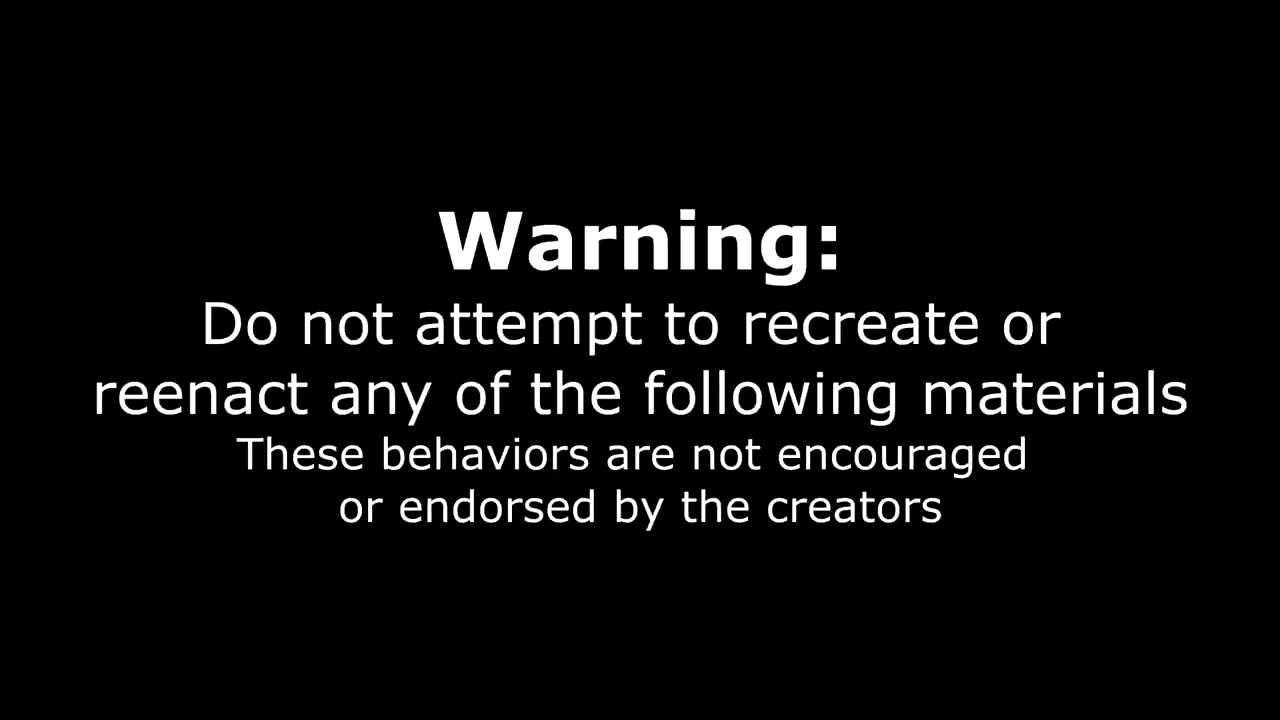 Warning:
Do not attempt to recreate or
reenact any of the following materials
These behaviors are not encouraged
or endorsed by the creators